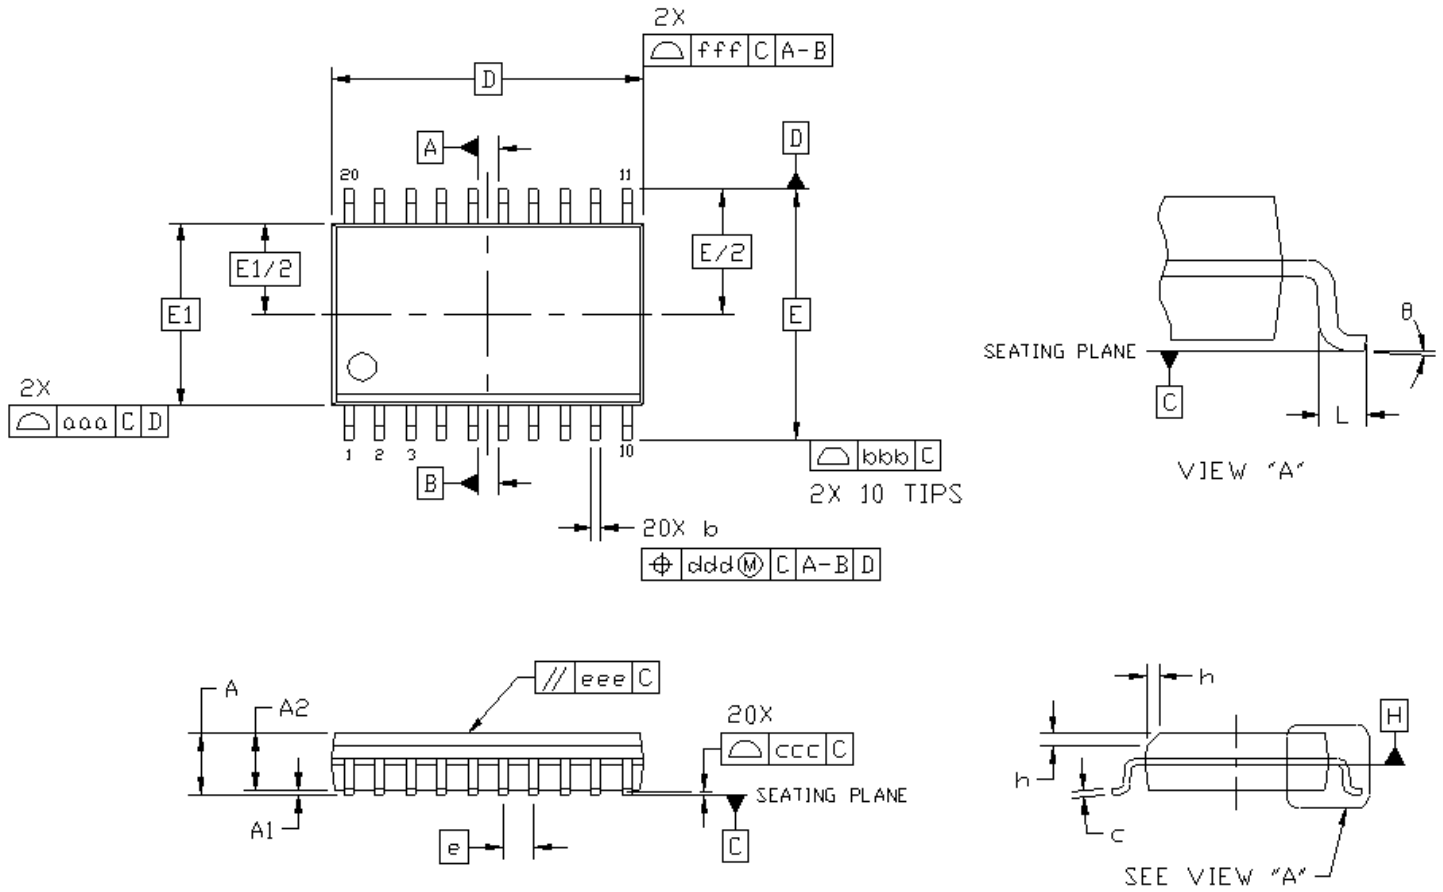 2X
fff C A-B
D
A
D
20
11
E1/2
E/2
E1
E
2X
aaa C D
1 2 3 10
bbb C
2X 10 TIPS
B
20X b
ddd M C A-B D
θ
SEATING PLANE
C
L
VIEW "A"
eee C
A
A2
20X
ccc C
SEATING PLANE
A1
e
C
h
H
h
c
SEE VIEW "A"